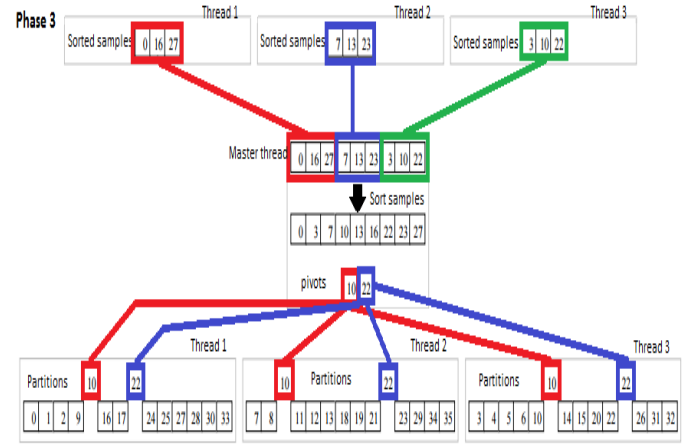 Phase 3
Thread 1 Thread 2 Thread 3
Sorted samples 0 16 27 Sorted samples 7 13 23 Sorted samples 3 10 22
Master thread 0 16 27 7 13 23 3 10 22
Sort samples
0 3 7 10 13 16 22 23 27
pivots 10 22
Thread 1 Thread 2 Thread 3
Partitions 10 22 10 Partitions 22 Partitions 10 22
0 1 2 9 16 17 24 25 27 28 30 33 7 8 11 12 13 18 19 21 23 29 34 35 3 4 5 6 10 14 15 20 22 26 31 32